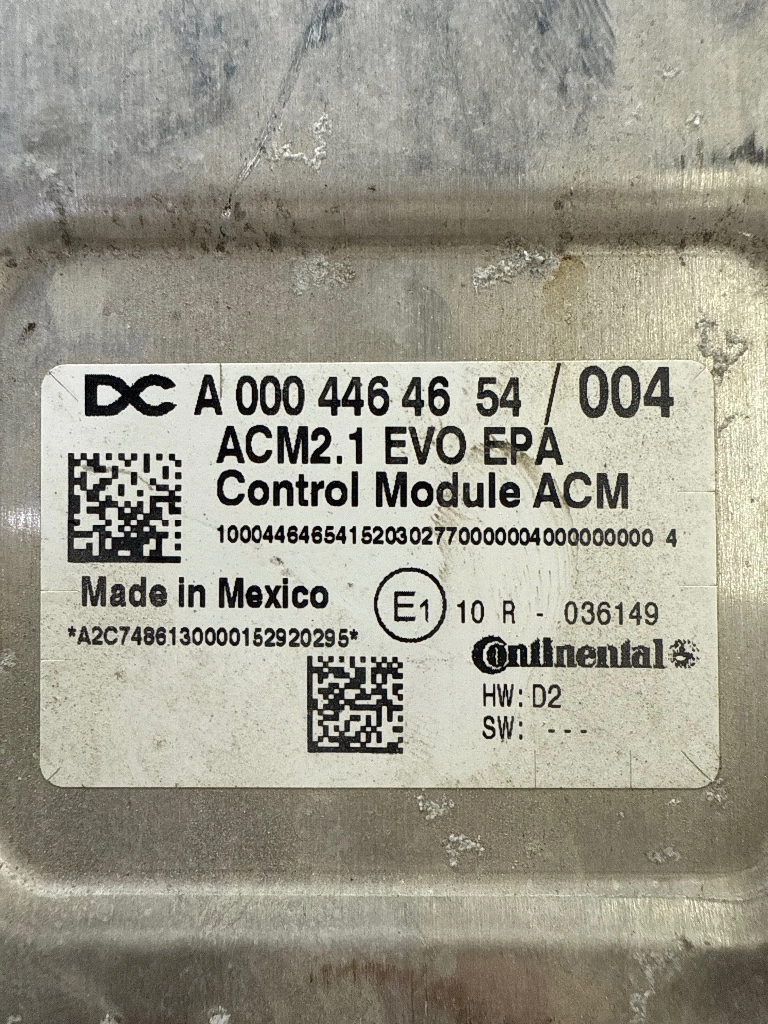 DC A 000 446 46 54 / 004
ACM2.1 EVO EPA
Control Module ACM
100044646541520302770000004000000000 4
Made in Mexico
E1 10 R - 036149
*A2C7486130000152920295*
Continental
HW: D2
SW: ---